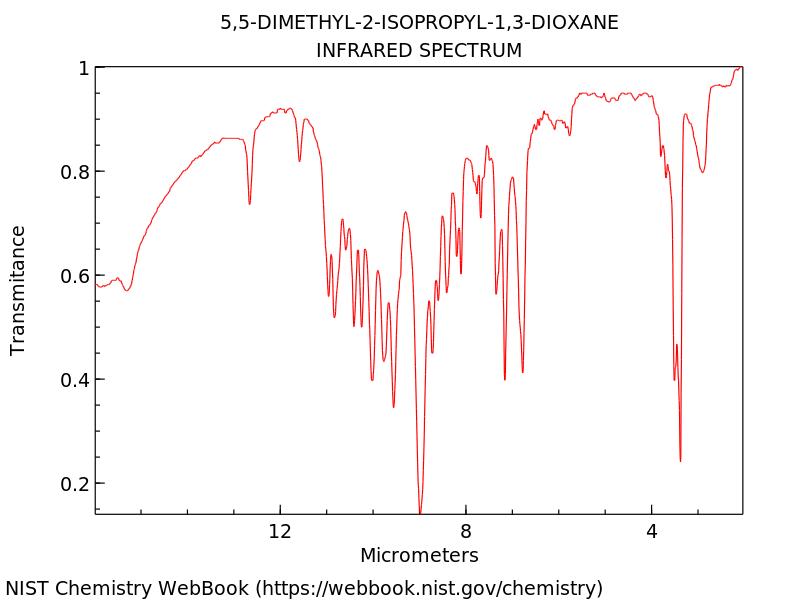 5,5-DIMETHYL-2-ISOPROPYL-1,3-DIOXANE
INFRARED SPECTRUM
1
0.8
0.6
0.4
0.2
Transmitance
12
8
4
Micrometers
NIST Chemistry WebBook (https://webbook.nist.gov/chemistry)